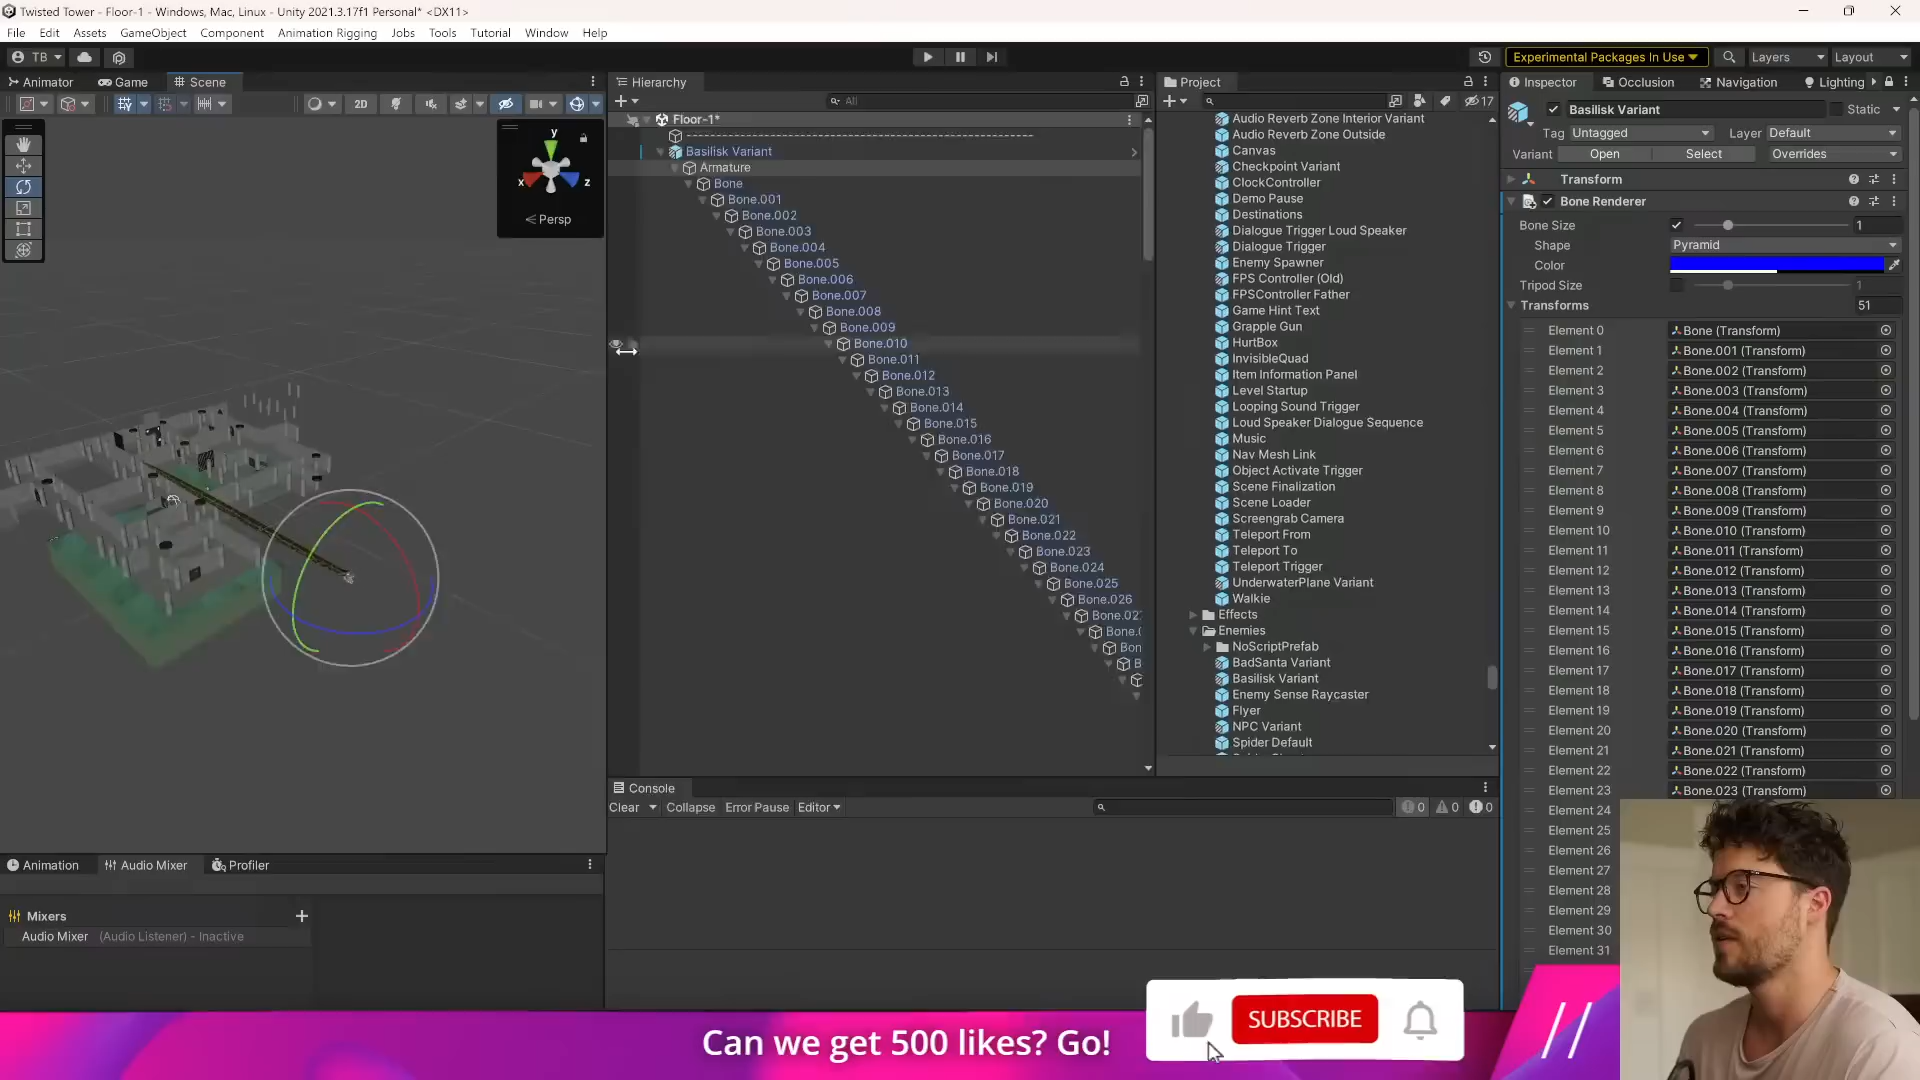 Twisted Tower - Floor-1 - Windows, Mac, Linux - Unity 2021.3.17f1 Personal* <DX11>
File Edit Assets GameObject Component Animation Rigging Jobs Tools Tutorial Window Help
TB
Experimental Packages In Use
Layers
Layout
Animator
Game
Scene
2D
y
x
z
Persp
Hierarchy
All
Floor-1*
Basilisk Variant
Armature
Bone
Bone.001
Bone.002
Bone.003
Bone.004
Bone.005
Bone.006
Bone.007
Bone.008
Bone.009
Bone.010
Bone.011
Bone.012
Bone.013
Bone.014
Bone.015
Bone.016
Bone.017
Bone.018
Bone.019
Bone.020
Bone.021
Bone.022
Bone.023
Bone.024
Bone.025
Bone.026
Bone.02
Bone.
Bon
B
Project
17
Audio Reverb Zone Interior Variant
Audio Reverb Zone Outside
Canvas
Checkpoint Variant
ClockController
Demo Pause
Destinations
Dialogue Trigger Loud Speaker
Dialogue Trigger
Enemy Spawner
FPS Controller (Old)
FPSController Father
Game Hint Text
Grapple Gun
HurtBox
InvisibleQuad
Item Information Panel
Level Startup
Looping Sound Trigger
Loud Speaker Dialogue Sequence
Music
Nav Mesh Link
Object Activate Trigger
Scene Finalization
Scene Loader
Screengrab Camera
Teleport From
Teleport To
Teleport Trigger
UnderwaterPlane Variant
Walkie
Effects
Enemies
NoScriptPrefab
BadSanta Variant
Basilisk Variant
Enemy Sense Raycaster
Flyer
NPC Variant
Spider Default
Inspector
Occlusion
Navigation
Lighting
Basilisk Variant
Static
Tag Untagged
Layer Default
Variant Open Select Overrides
Transform
Bone Renderer
Bone Size 1
Shape Pyramid
Color
Tripod Size 1
Transforms 51
Element 0 Bone (Transform)
Element 1 Bone.001 (Transform)
Element 2 Bone.002 (Transform)
Element 3 Bone.003 (Transform)
Element 4 Bone.004 (Transform)
Element 5 Bone.005 (Transform)
Element 6 Bone.006 (Transform)
Element 7 Bone.007 (Transform)
Element 8 Bone.008 (Transform)
Element 9 Bone.009 (Transform)
Element 10 Bone.010 (Transform)
Element 11 Bone.011 (Transform)
Element 12 Bone.012 (Transform)
Element 13 Bone.013 (Transform)
Element 14 Bone.014 (Transform)
Element 15 Bone.015 (Transform)
Element 16 Bone.016 (Transform)
Element 17 Bone.017 (Transform)
Element 18 Bone.018 (Transform)
Element 19 Bone.019 (Transform)
Element 20 Bone.020 (Transform)
Element 21 Bone.021 (Transform)
Element 22 Bone.022 (Transform)
Element 23 Bone.023 (Transform)
Element 24
Element 25
Element 26
Element 27
Element 28
Element 29
Element 30
Element 31
Console
Clear Collapse Error Pause Editor
0 0 0
Animation
Audio Mixer
Profiler
Mixers
Audio Mixer (Audio Listener) - Inactive
Can we get 500 likes? Go!
SUBSCRIBE
//